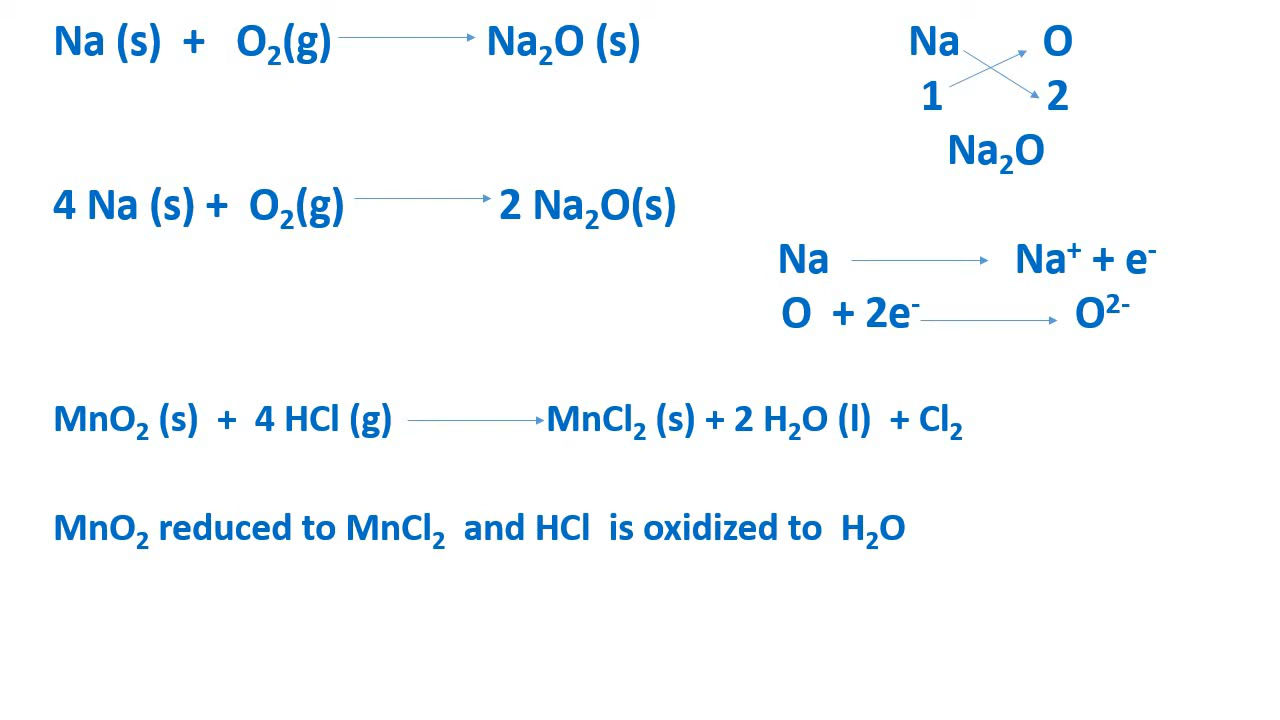 Na (s) + O₂(g) ⟶ Na₂O (s)
Na O
1 2
Na₂O
4 Na (s) + O₂(g) ⟶ 2 Na₂O(s)
Na ⟶ Na⁺ + e⁻
O + 2e⁻ ⟶ O²⁻
MnO₂ (s) + 4 HCl (g) ⟶ MnCl₂ (s) + 2 H₂O (l) + Cl₂
MnO₂ reduced to MnCl₂ and HCl is oxidized to H₂O